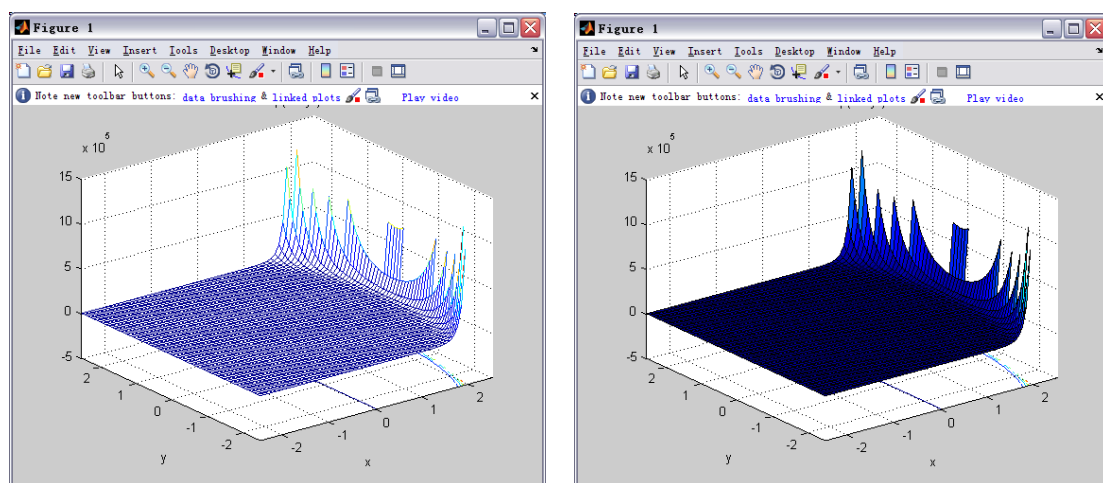 Figure 1
File Edit View Insert Tools Desktop Window Help
Note new toolbar buttons: data brushing & linked plots Play video
x 10^5
15
10
5
0
-5
2
1
0
-1
-2
y
-2
-1
0
1
2
x
Figure 1
File Edit View Insert Tools Desktop Window Help
Note new toolbar buttons: data brushing & linked plots Play video
x 10^5
15
10
5
0
-5
2
1
0
-1
-2
y
-2
-1
0
1
2
x